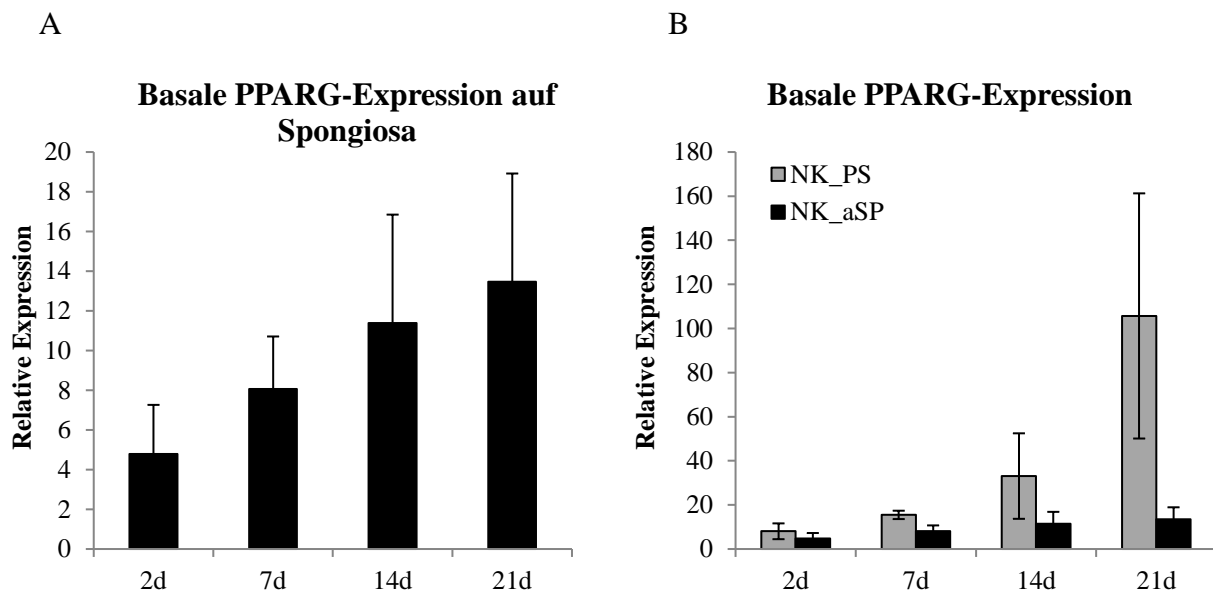 A
Basale PPARG-Expression auf
Spongiosa
Relative Expression
20
18
16
14
12
10
8
6
4
2
0
2d
7d
14d
21d
B
Basale PPARG-Expression
Relative Expression
180
160
140
120
100
80
60
40
20
0
NK_PS
NK_aSP
2d
7d
14d
21d